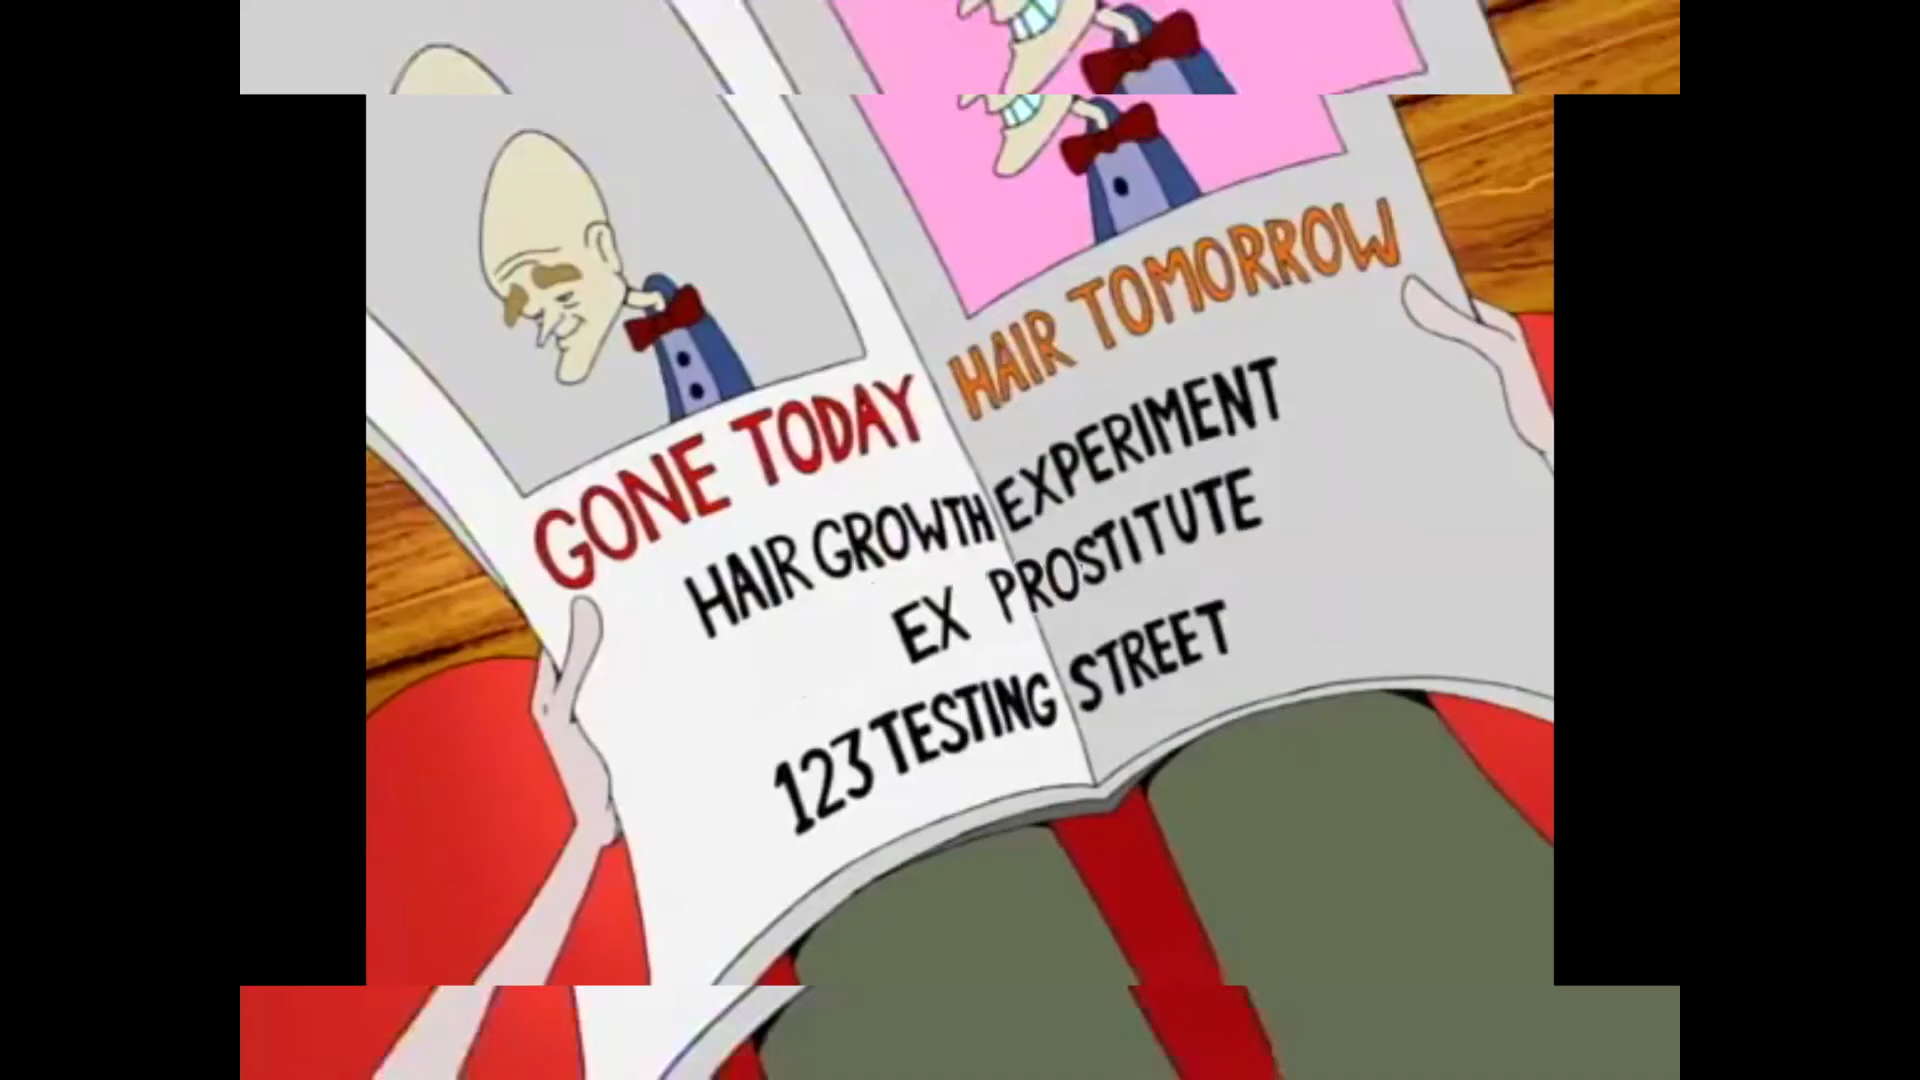 GONE TODAY
HAIR TOMORROW
HAIR GROWTH EXPERIMENT
EX PROSTITUTE
123 TESTING STREET